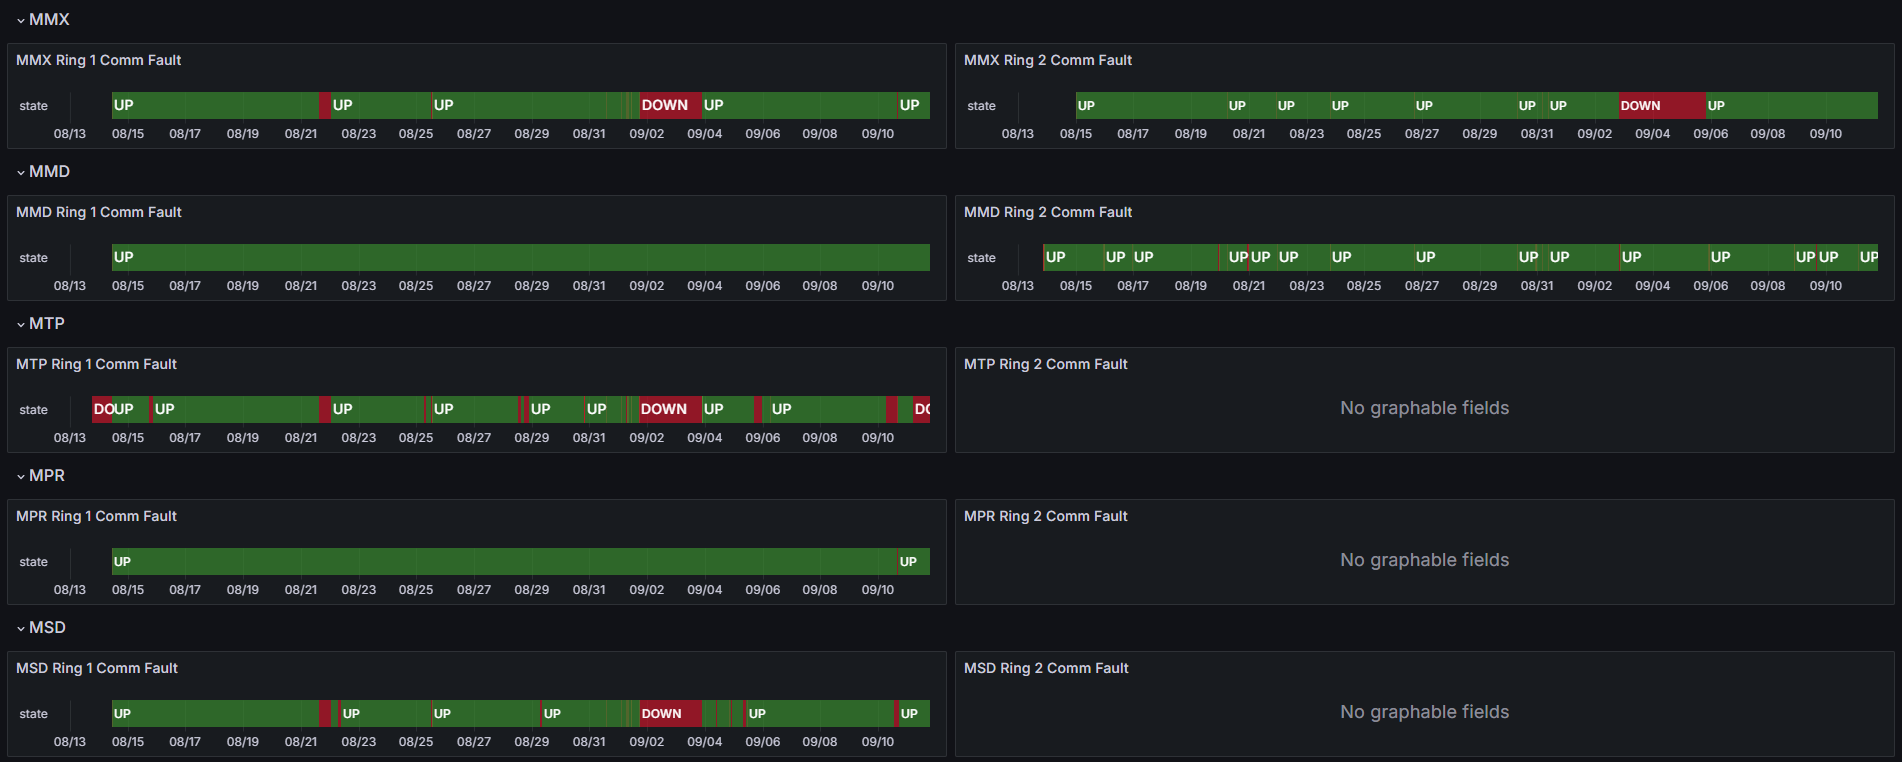 MMX
MMX Ring 1 Comm Fault
state UP UP UP DOWN UP UP
08/13 08/15 08/17 08/19 08/21 08/23 08/25 08/27 08/29 08/31 09/02 09/04 09/06 09/08 09/10
MMX Ring 2 Comm Fault
state UP UP UP UP UP UP UP DOWN UP
08/13 08/15 08/17 08/19 08/21 08/23 08/25 08/27 08/29 08/31 09/02 09/04 09/06 09/08 09/10
MMD
MMD Ring 1 Comm Fault
state UP
08/13 08/15 08/17 08/19 08/21 08/23 08/25 08/27 08/29 08/31 09/02 09/04 09/06 09/08 09/10
MMD Ring 2 Comm Fault
state UP UP UP UP UP UP UP UP UP UP UP UP UP UP UP
08/13 08/15 08/17 08/19 08/21 08/23 08/25 08/27 08/29 08/31 09/02 09/04 09/06 09/08 09/10
MTP
MTP Ring 1 Comm Fault
state DO UP UP UP UP UP UP DOWN UP UP DO
08/13 08/15 08/17 08/19 08/21 08/23 08/25 08/27 08/29 08/31 09/02 09/04 09/06 09/08 09/10
MTP Ring 2 Comm Fault
No graphable fields
MPR
MPR Ring 1 Comm Fault
state UP UP
08/13 08/15 08/17 08/19 08/21 08/23 08/25 08/27 08/29 08/31 09/02 09/04 09/06 09/08 09/10
MPR Ring 2 Comm Fault
No graphable fields
MSD
MSD Ring 1 Comm Fault
state UP UP UP UP DOWN UP UP
08/13 08/15 08/17 08/19 08/21 08/23 08/25 08/27 08/29 08/31 09/02 09/04 09/06 09/08 09/10
MSD Ring 2 Comm Fault
No graphable fields